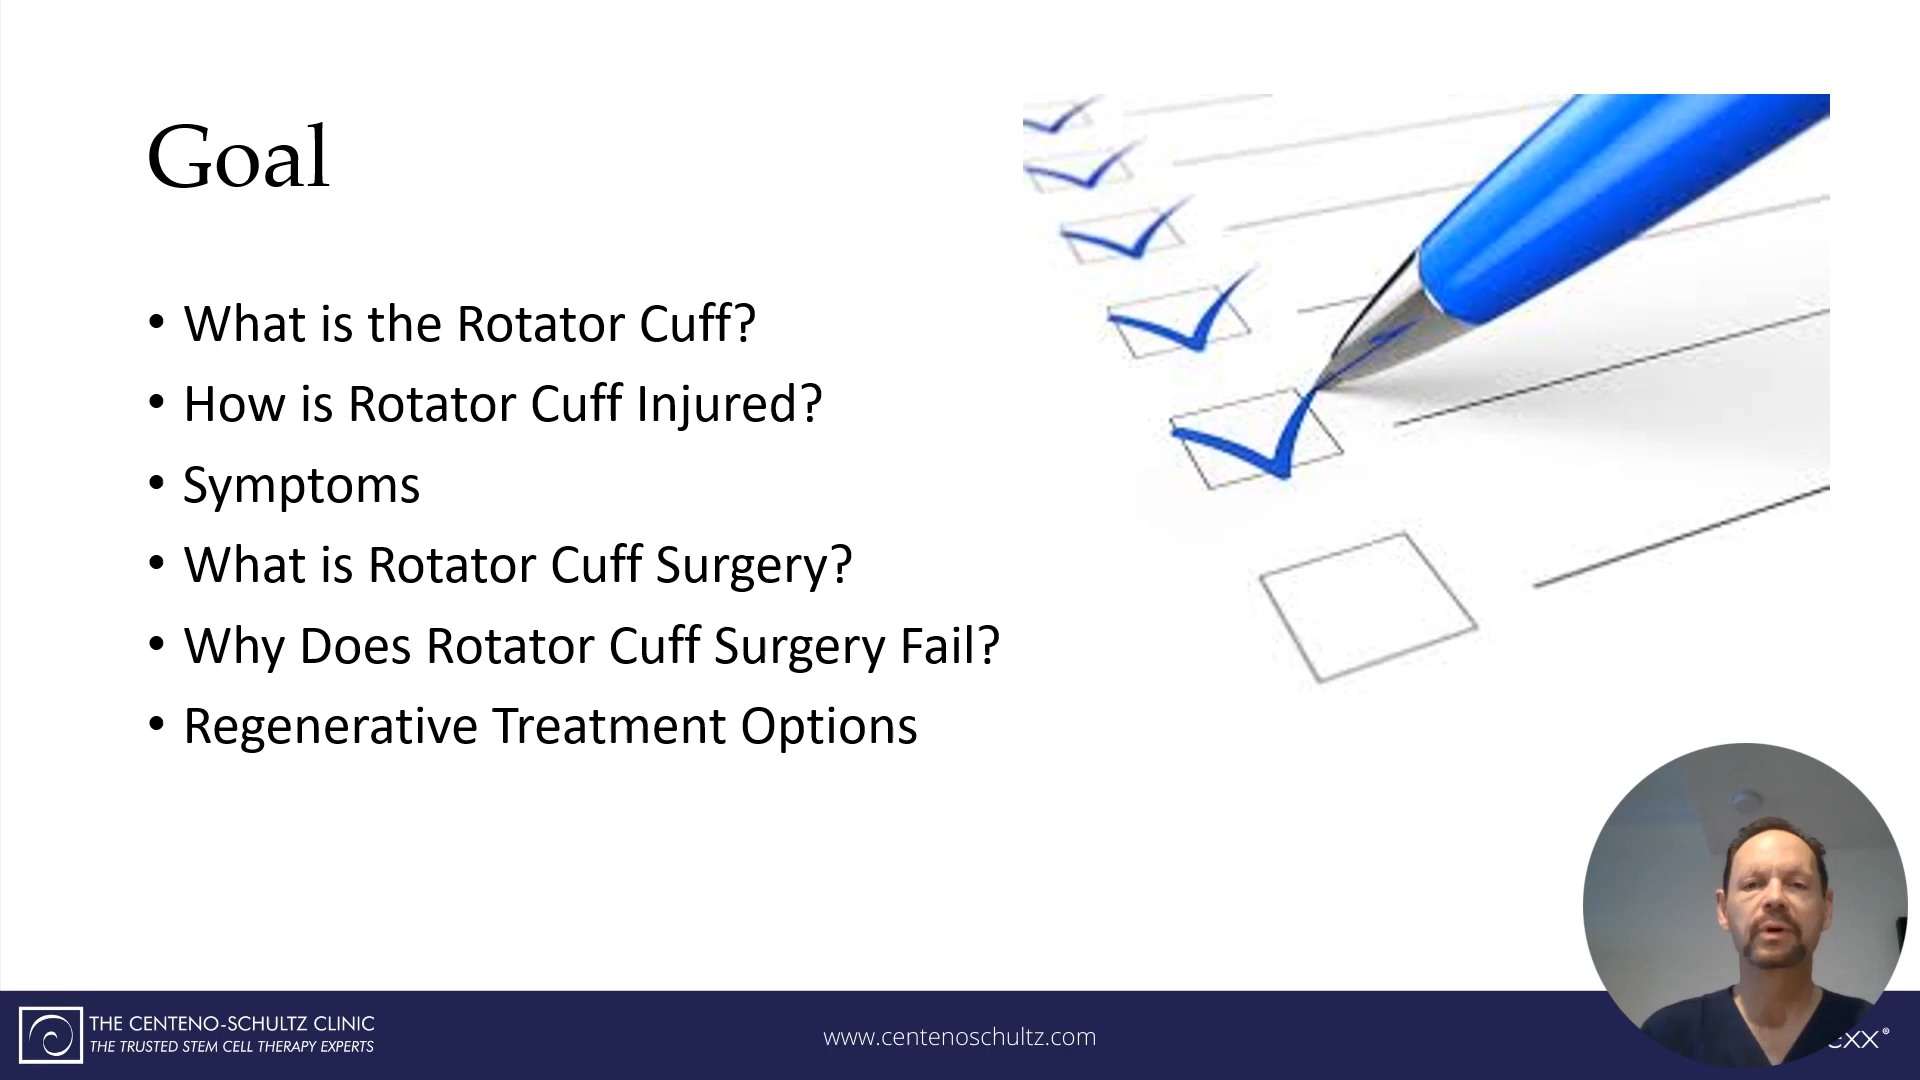 Goal
• What is the Rotator Cuff?
• How is Rotator Cuff Injured?
• Symptoms
• What is Rotator Cuff Surgery?
• Why Does Rotator Cuff Surgery Fail?
• Regenerative Treatment Options
THE CENTENO-SCHULTZ CLINIC
THE TRUSTED STEM CELL THERAPY EXPERTS
www.centenoschultz.com